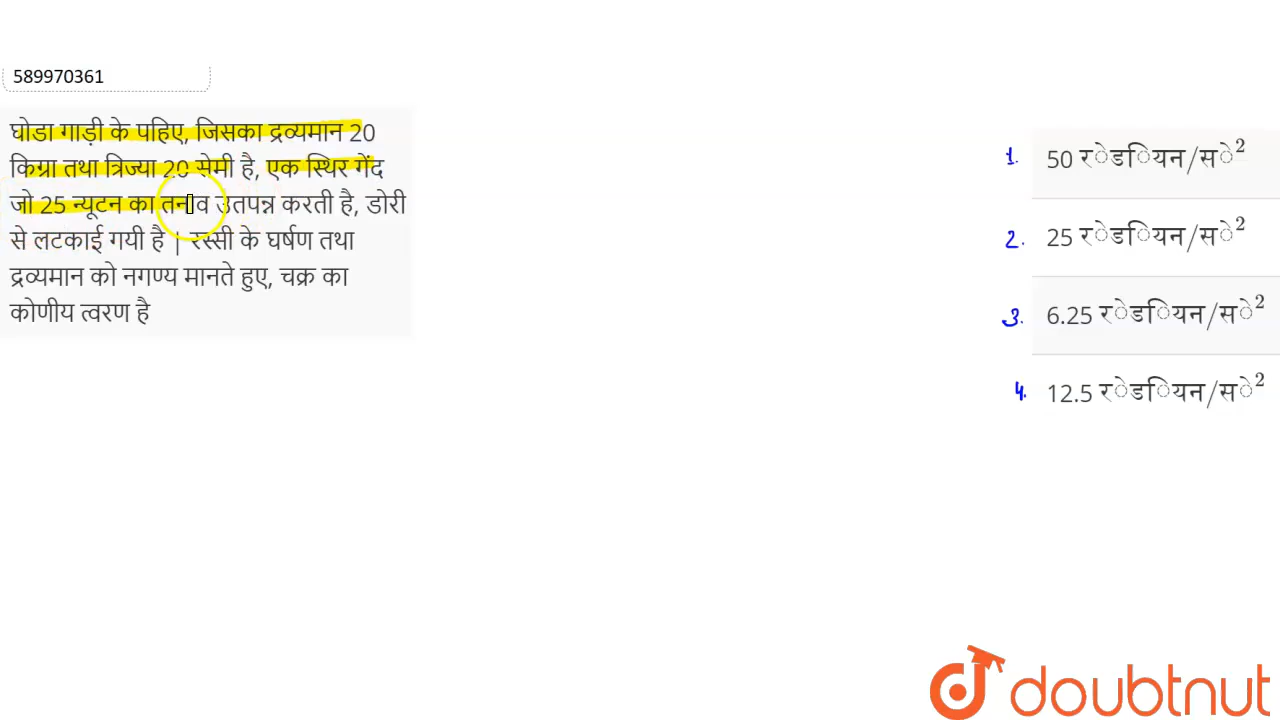 589970361
घोडा गाड़ी के पहिए, जिसका द्रव्यमान 20
किग्रा तथा त्रिज्या 20 सेमी है, एक स्थिर गेंद
जो 25 न्यूटन का तनाव उतपन्न करती है, डोरी
से लटकाई गयी है | रस्सी के घर्षण तथा
द्रव्यमान को नगण्य मानते हुए, चक्र का
कोणीय त्वरण है
1. 50 रेडियन/से²
2. 25 रेडियन/से²
3. 6.25 रेडियन/से²
4. 12.5 रेडियन/से²
doubtnut